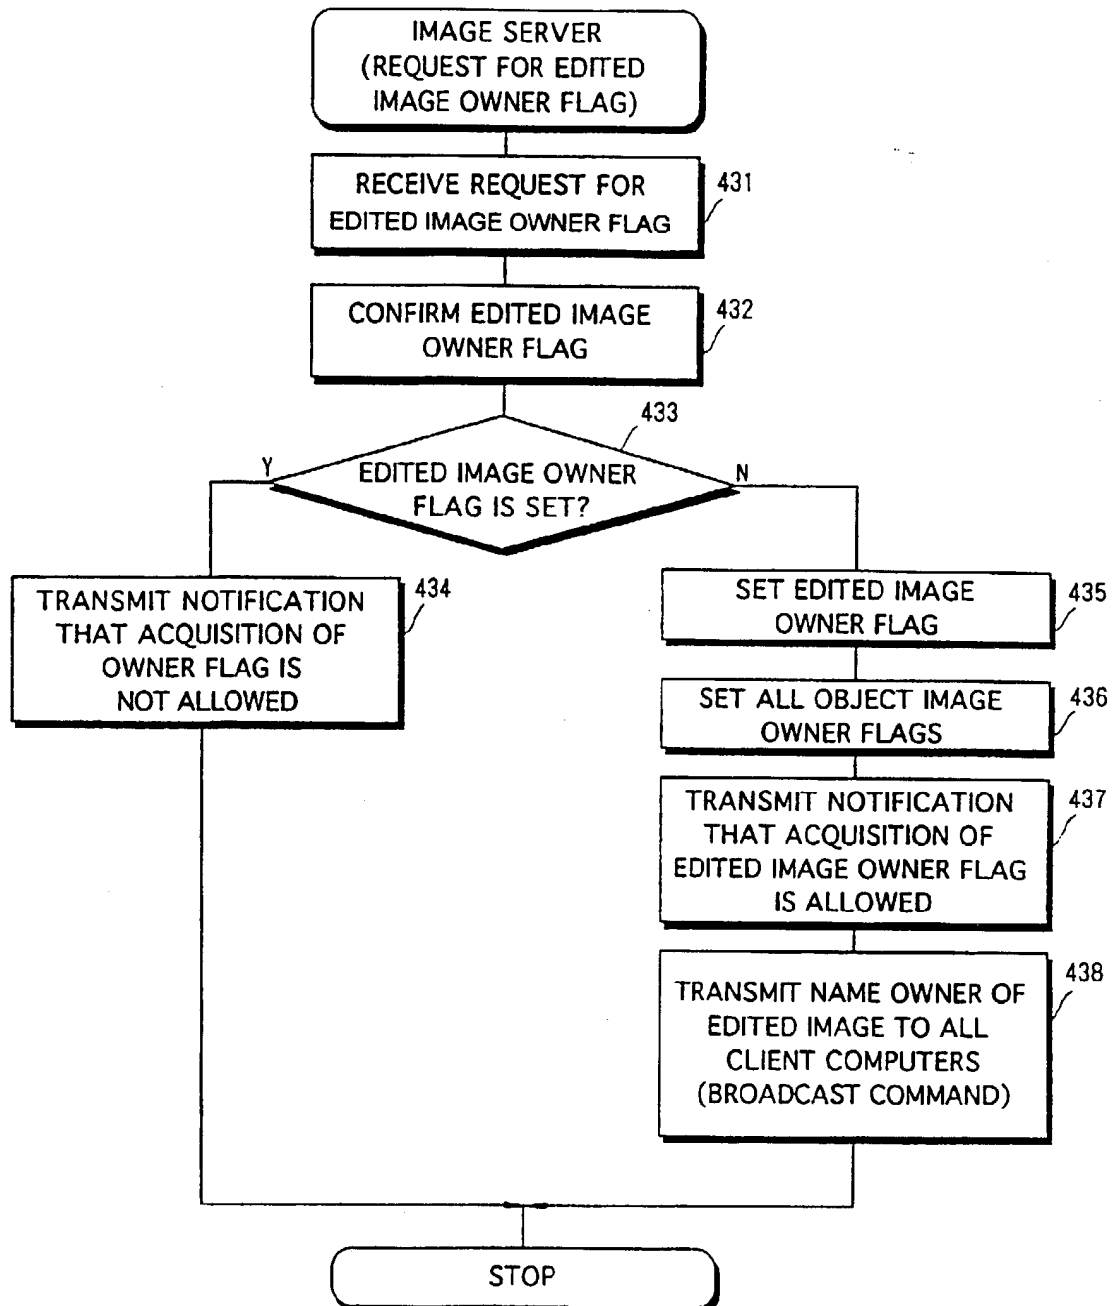 IMAGE SERVER
(REQUEST FOR EDITED
IMAGE OWNER FLAG)
RECEIVE REQUEST FOR
EDITED IMAGE OWNER FLAG
431
CONFIRM EDITED IMAGE
OWNER FLAG
432
433
EDITED IMAGE OWNER
FLAG IS SET?
Y
N
TRANSMIT NOTIFICATION
THAT ACQUISITION OF
OWNER FLAG IS
NOT ALLOWED
434
SET EDITED IMAGE
OWNER FLAG
435
SET ALL OBJECT IMAGE
OWNER FLAGS
436
TRANSMIT NOTIFICATION
THAT ACQUISITION OF
EDITED IMAGE OWNER FLAG
IS ALLOWED
437
TRANSMIT NAME OWNER OF
EDITED IMAGE TO ALL
CLIENT COMPUTERS
(BROADCAST COMMAND)
438
STOP